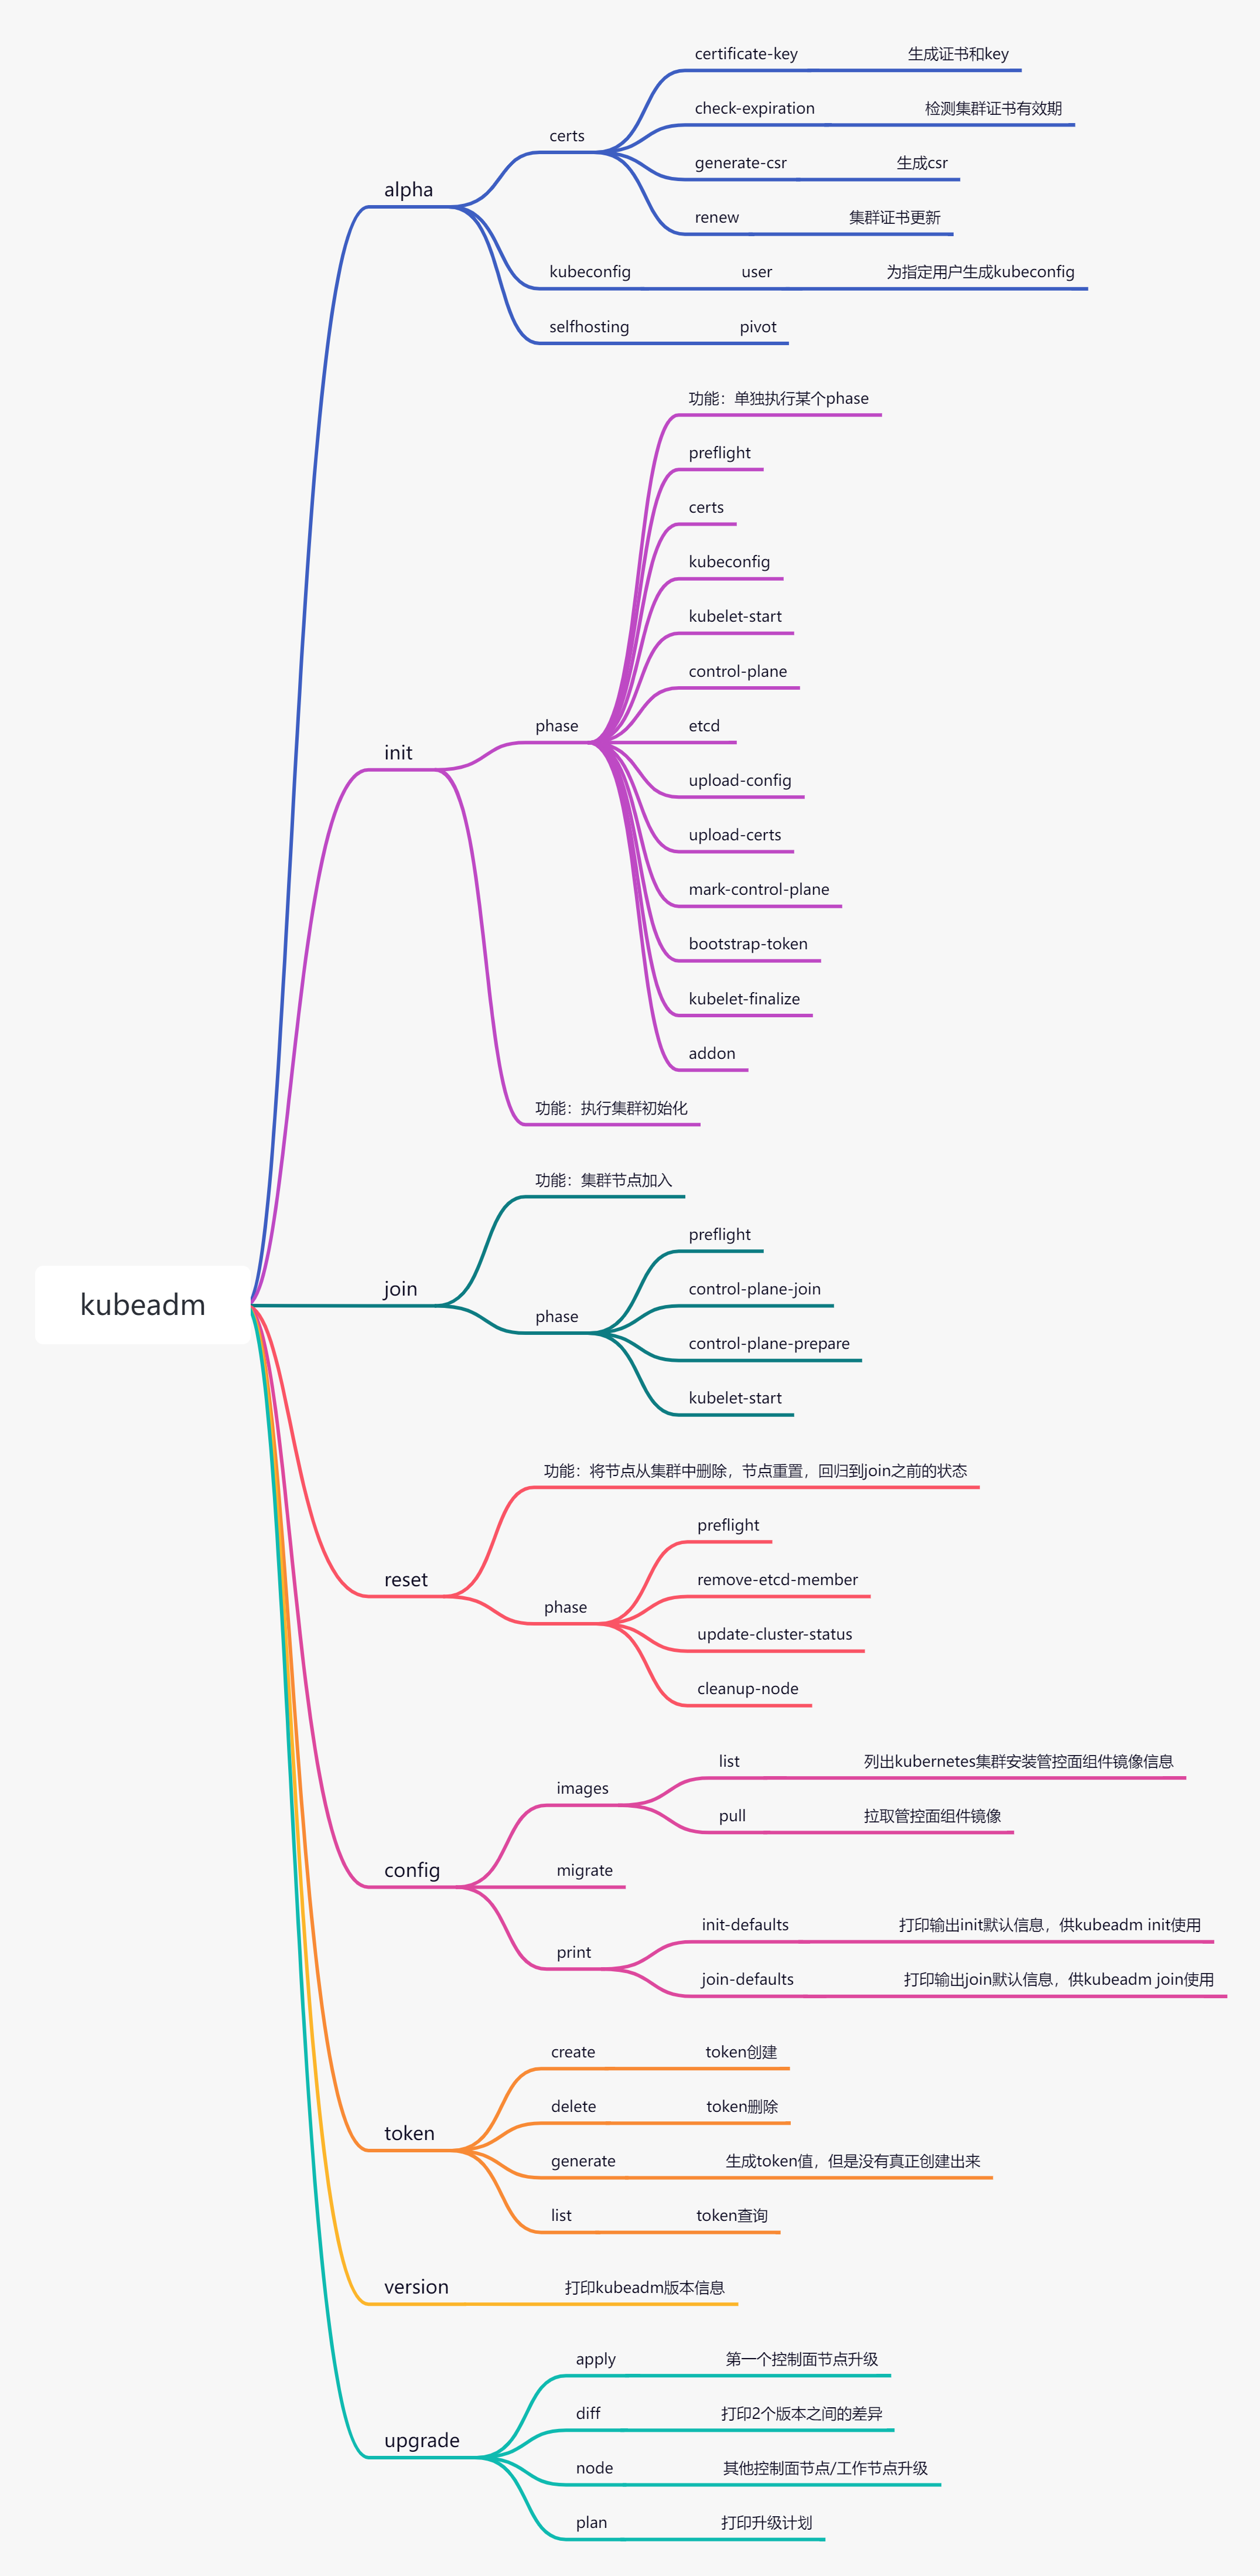 kubeadm
alpha
certs
certificate-key
生成证书和key
check-expiration
检测集群证书有效期
generate-csr
生成csr
renew
集群证书更新
kubeconfig
user
为指定用户生成kubeconfig
selfhosting
pivot
init
phase
功能：单独执行某个phase
preflight
certs
kubeconfig
kubelet-start
control-plane
etcd
upload-config
upload-certs
mark-control-plane
bootstrap-token
kubelet-finalize
addon
功能：执行集群初始化
join
功能：集群节点加入
phase
preflight
control-plane-join
control-plane-prepare
kubelet-start
reset
功能：将节点从集群中删除，节点重置，回归到join之前的状态
phase
preflight
remove-etcd-member
update-cluster-status
cleanup-node
config
images
list
列出kubernetes集群安装管控面组件镜像信息
pull
拉取管控面组件镜像
migrate
print
init-defaults
打印输出init默认信息，供kubeadm init使用
join-defaults
打印输出join默认信息，供kubeadm join使用
token
create
token创建
delete
token删除
generate
生成token值，但是没有真正创建出来
list
token查询
version
打印kubeadm版本信息
upgrade
apply
第一个控制面节点升级
diff
打印2个版本之间的差异
node
其他控制面节点/工作节点升级
plan
打印升级计划